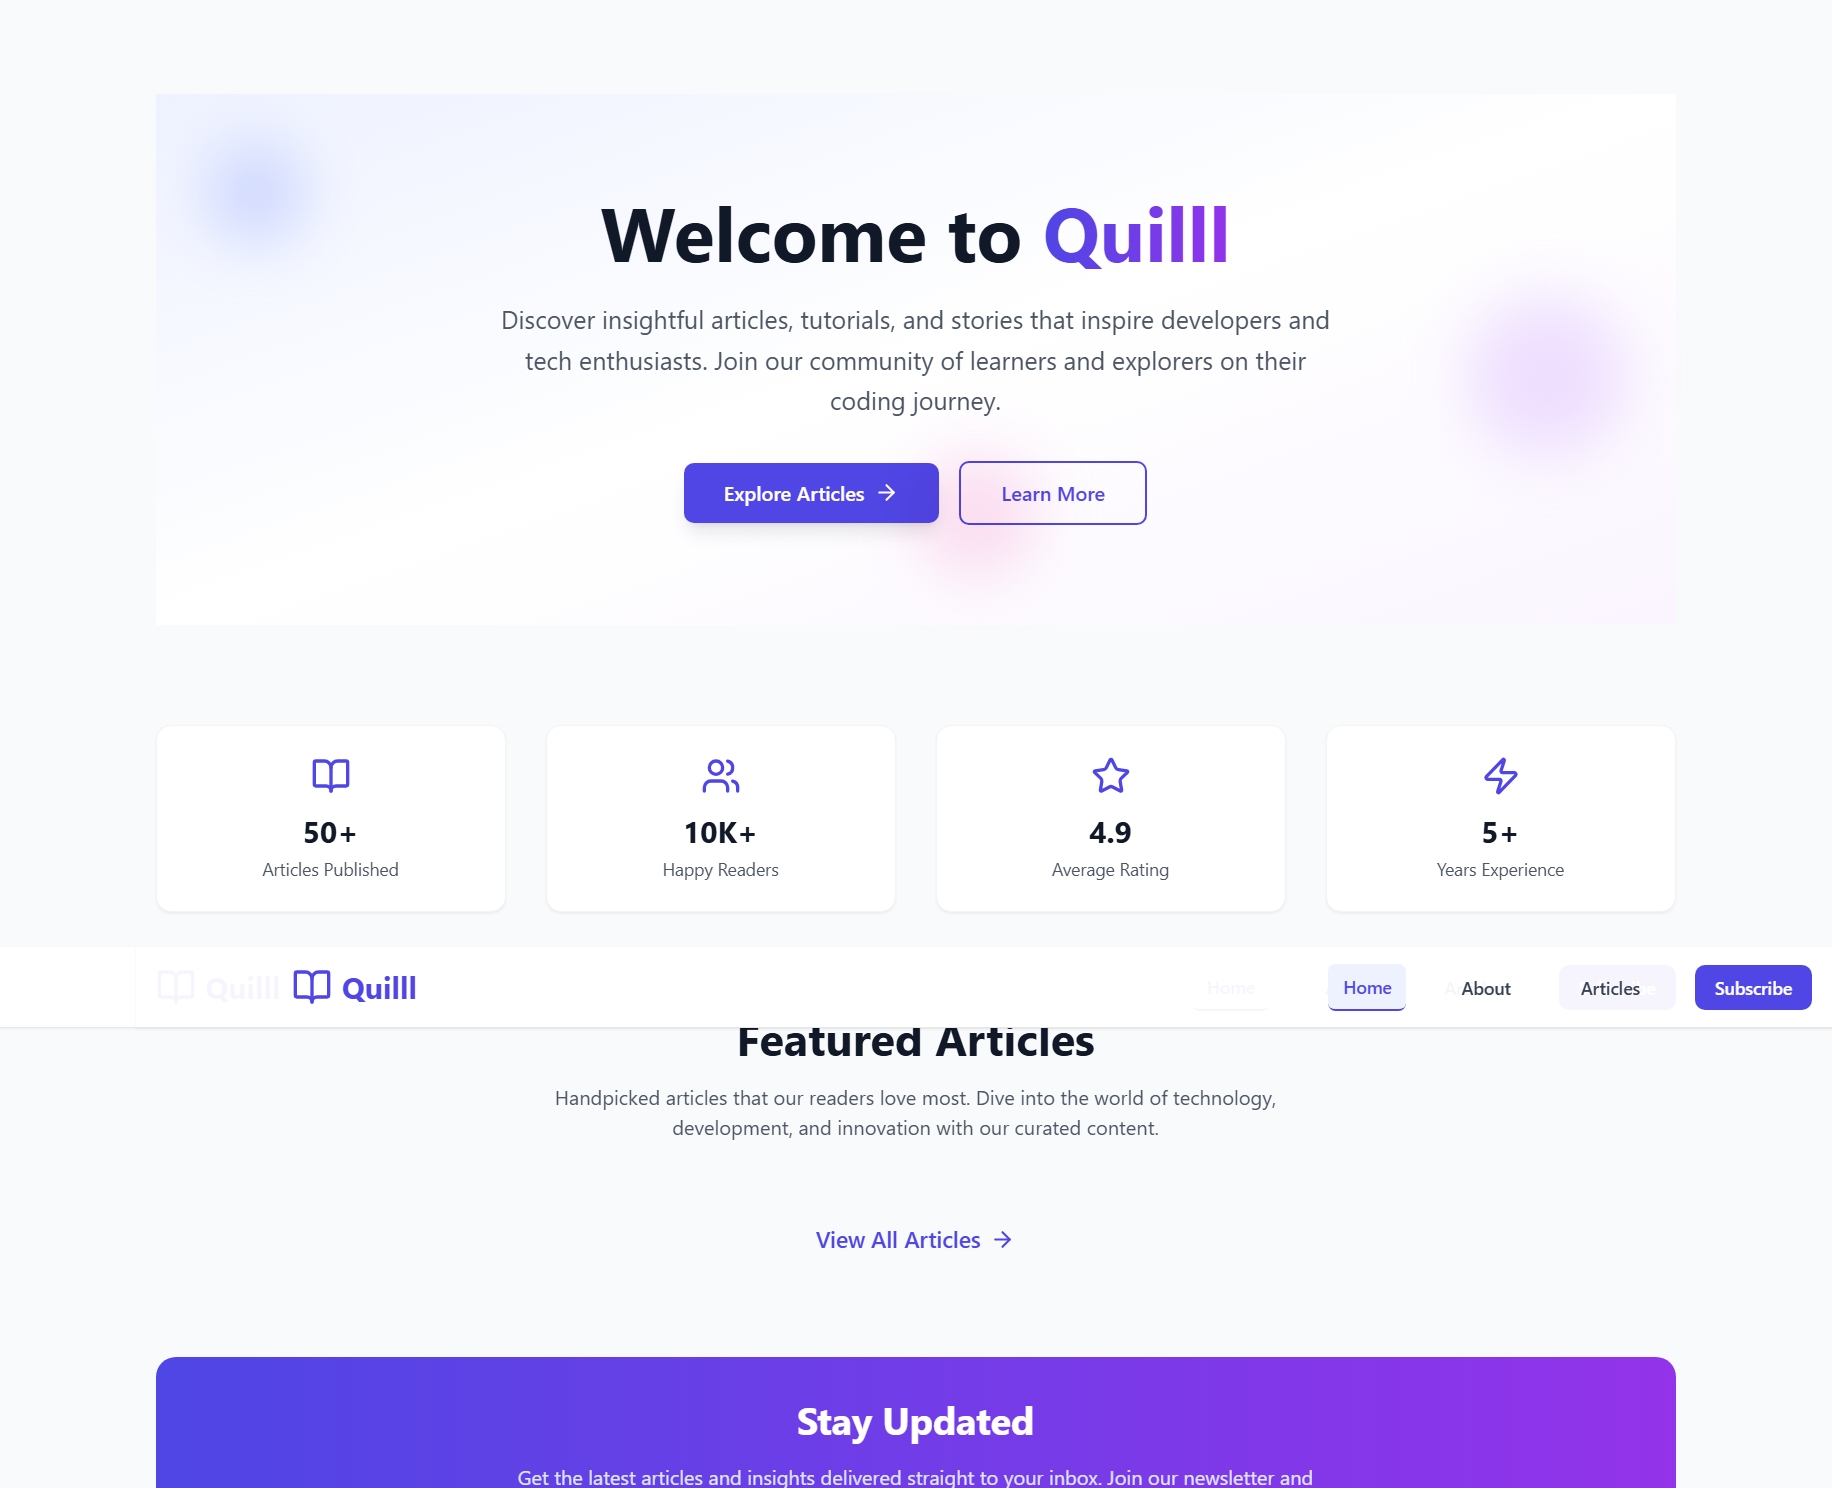 Welcome to Quilll
Discover insightful articles, tutorials, and stories that inspire developers and
tech enthusiasts. Join our community of learners and explorers on their
coding journey.
Explore Articles
Learn More
50+
Articles Published
10K+
Happy Readers
4.9
Average Rating
5+
Years Experience
Quilll
Quilll
Home
Home
About
Articles
Subscribe
Featured Articles
Handpicked articles that our readers love most. Dive into the world of technology,
development, and innovation with our curated content.
View All Articles
Stay Updated
Get the latest articles and insights delivered straight to your inbox. Join our newsletter and